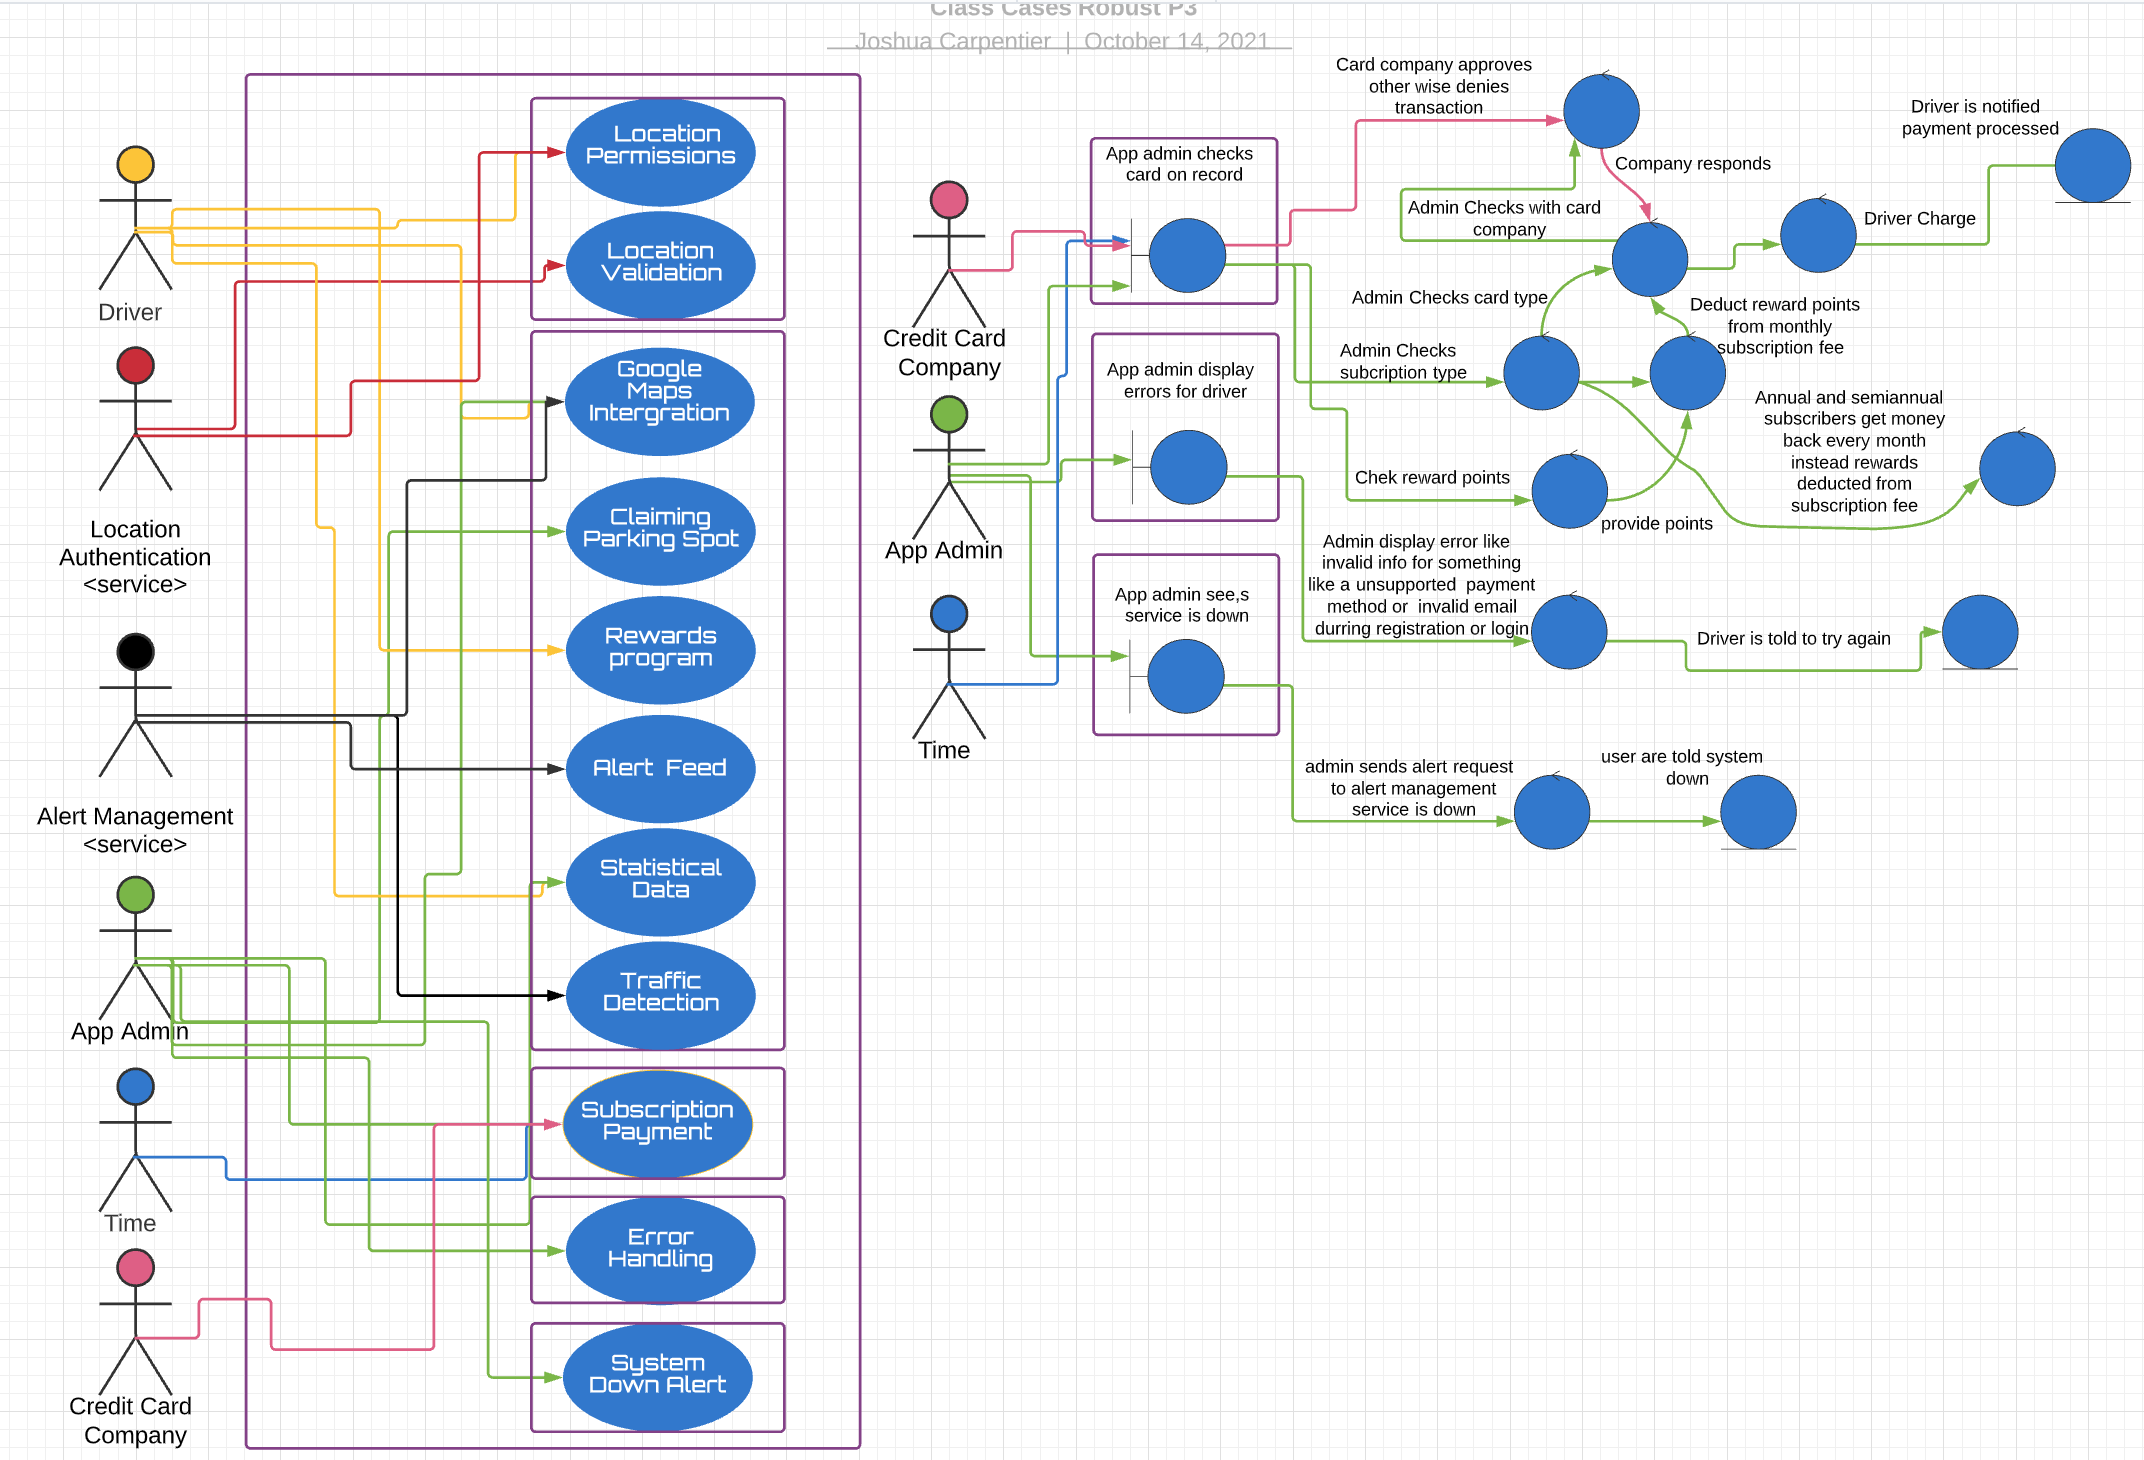 Class Cases Robust P3
Joshua Carpentier | October 14, 2021
Driver
Location
Authentication
<service>
Alert Management
<service>
App Admin
Time
Credit Card
Company
Location
Permissions
Location
Validation
Google
Maps
Intergration
Claiming
Parking Spot
Rewards
program
Alert Feed
Statistical
Data
Traffic
Detection
Subscription
Payment
Error
Handling
System
Down Alert
Credit Card
Company
App Admin
Time
App admin checks
card on record
App admin display
errors for driver
App admin see,s
service is down
Card company approves
other wise denies
transaction
Company responds
Admin Checks with card
company
Driver is notified
payment processed
Driver Charge
Admin Checks card type
Deduct reward points
from monthly
subscription fee
Admin Checks
subcription type
Annual and semiannual
subscribers get money
back every month
instead rewards
deducted from
subscription fee
Chek reward points
provide points
Admin display error like
invalid info for something
like a unsupported payment
method or invalid email
durring registration or login
Driver is told to try again
admin sends alert request
to alert management
service is down
user are told system
down